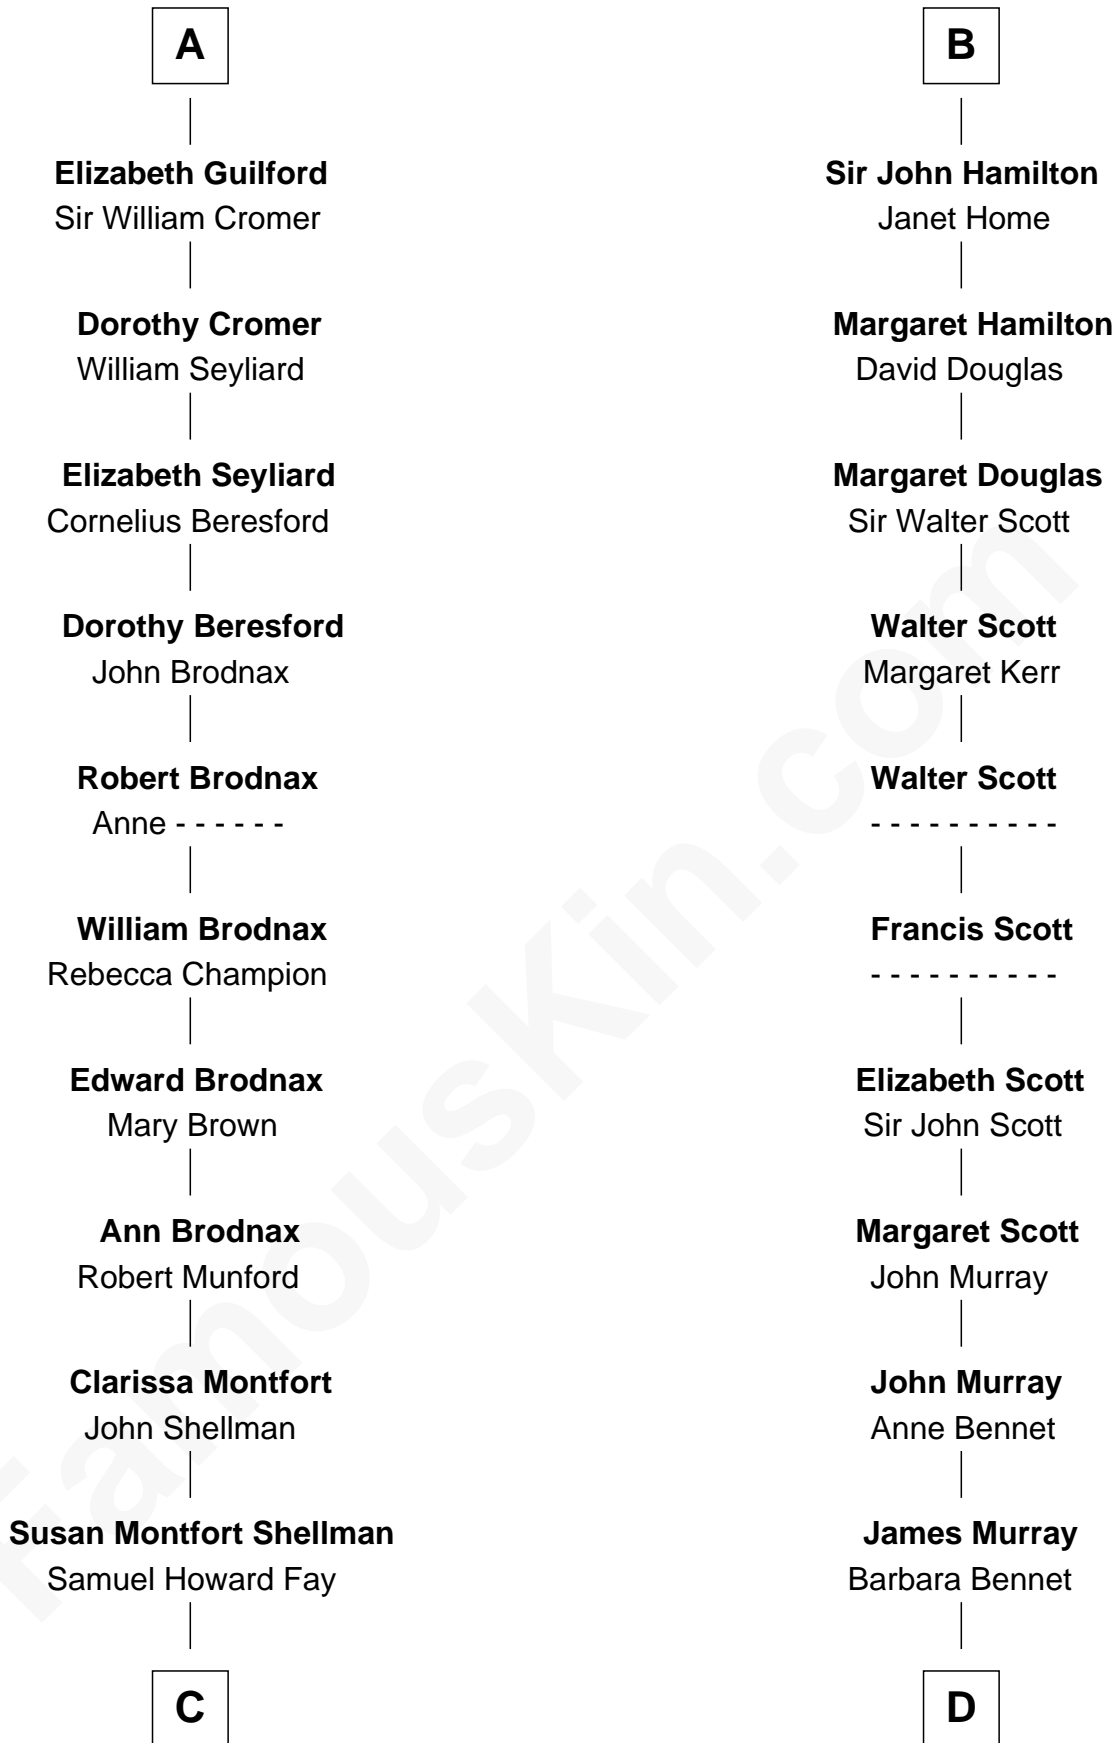 A
Elizabeth Guilford
Sir William Cromer
Dorothy Cromer
William Seyliard
Elizabeth Seyliard
Cornelius Beresford
Dorothy Beresford
John Brodnax
Robert Brodnax
Anne - - - - - -
William Brodnax
Rebecca Champion
Edward Brodnax
Mary Brown
Ann Brodnax
Robert Munford
Clarissa Montfort
John Shellman
Susan Montfort Shellman
Samuel Howard Fay
C
B
Sir John Hamilton
Janet Home
Margaret Hamilton
David Douglas
Margaret Douglas
Sir Walter Scott
Walter Scott
Margaret Kerr
Walter Scott
- - - - - - - - - -
Francis Scott
- - - - - - - - - -
Elizabeth Scott
Sir John Scott
Margaret Scott
John Murray
John Murray
Anne Bennet
James Murray
Barbara Bennet
D
FamousKin.com